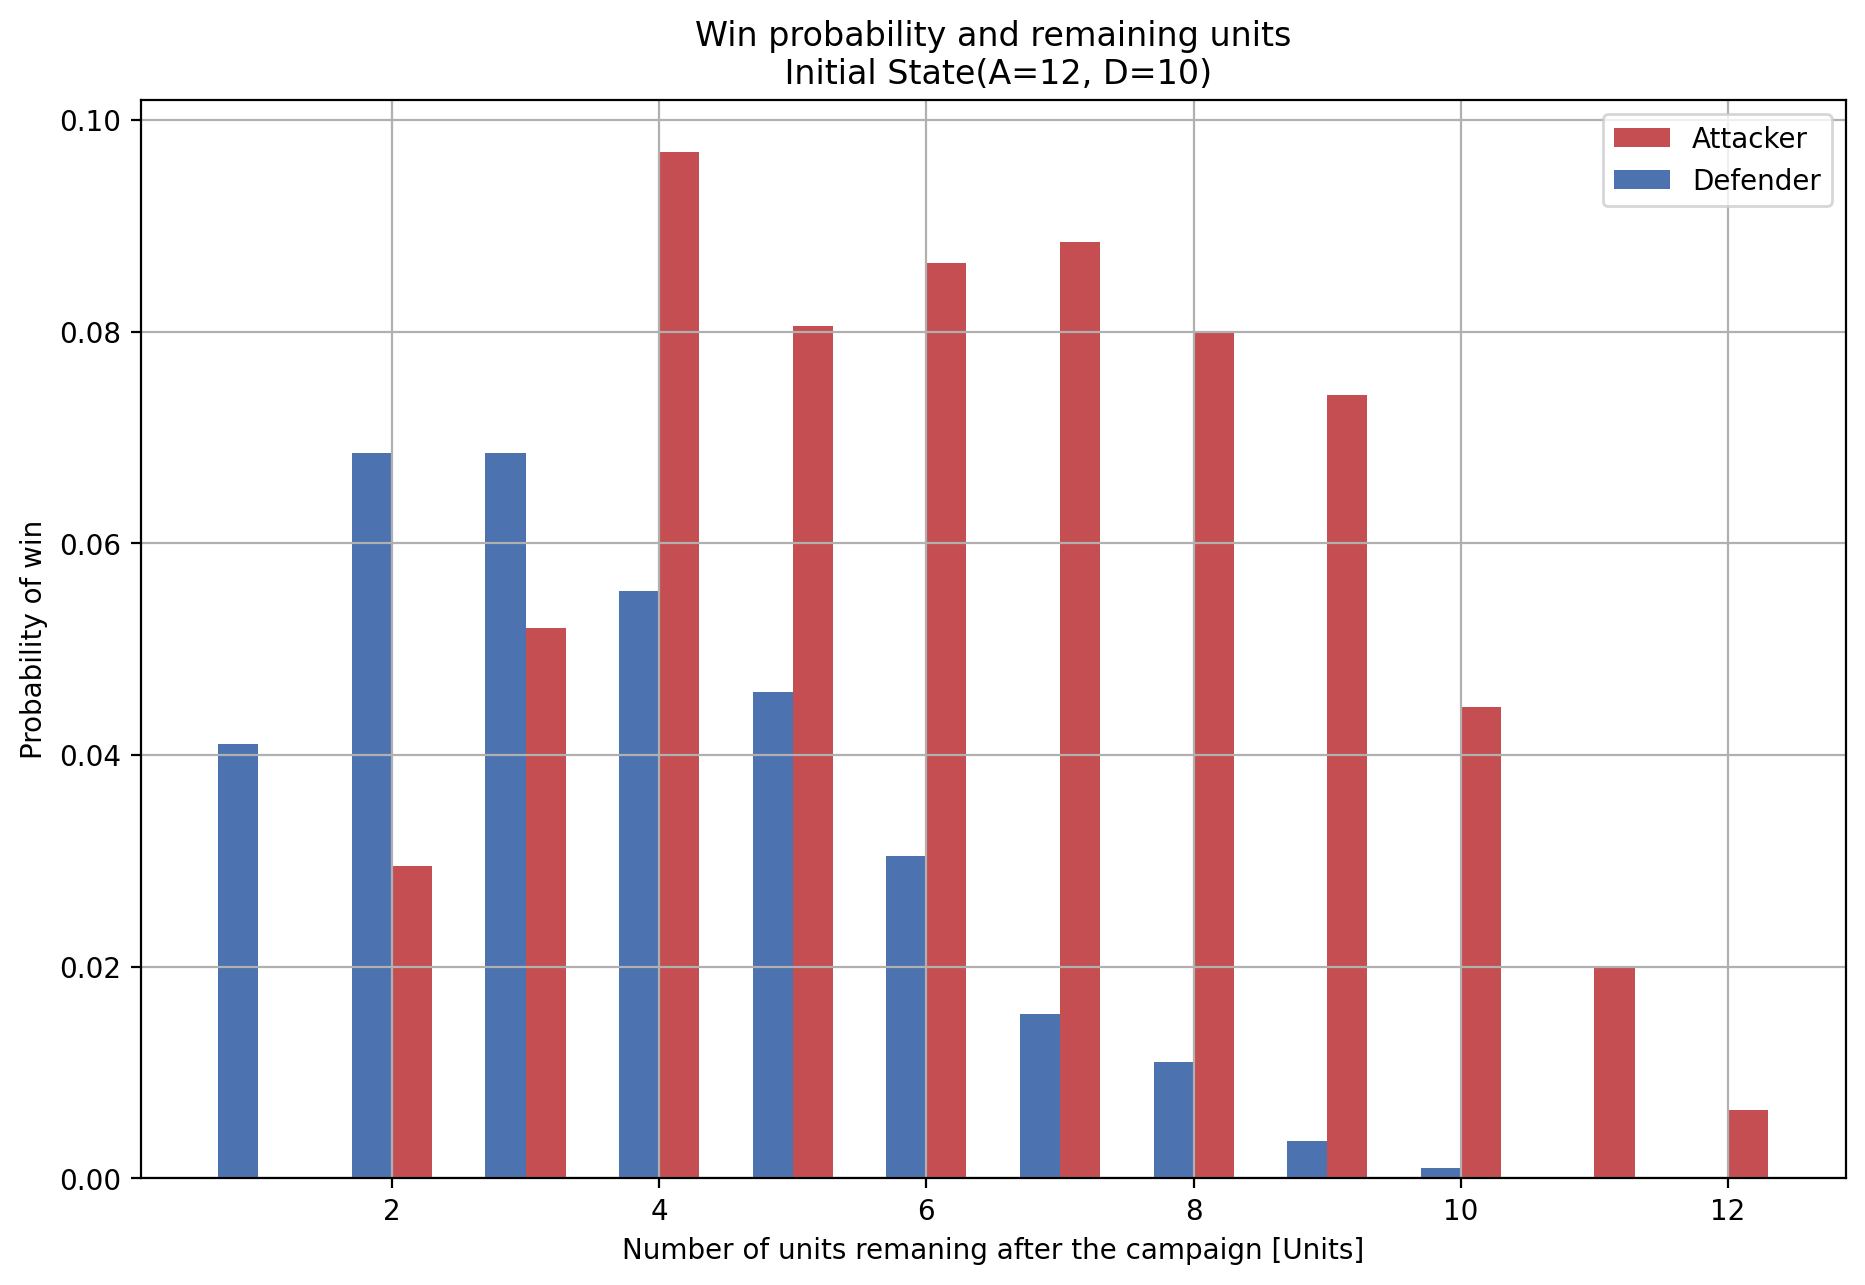 Win probability and remaining units
Initial State(A=12, D=10)
Attacker
Defender
Probability of win
0.10
0.08
0.06
0.04
0.02
0.00
2 4 6 8 10 12
Number of units remaning after the campaign [Units]